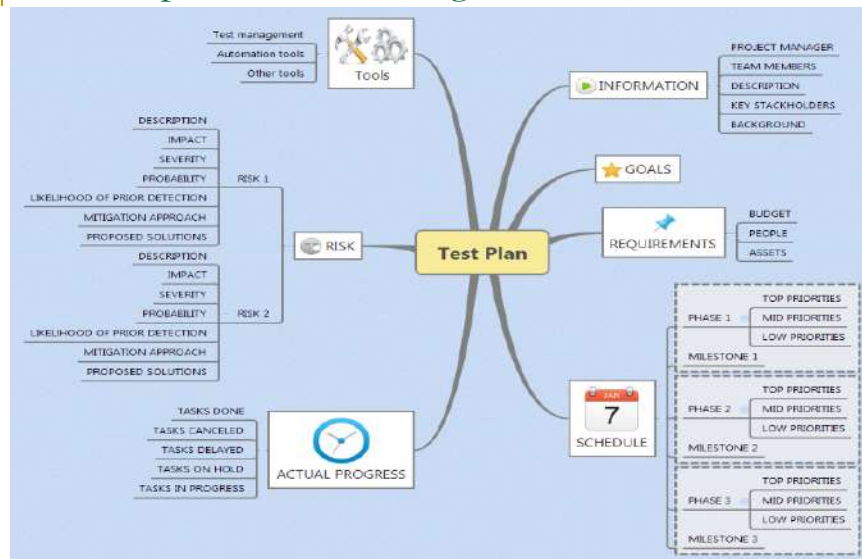 Test management
Automation tools
Other tools
Tools
DESCRIPTION
IMPACT
SEVERITY
PROBABILITY
LIKELIHOOD OF PRIOR DETECTION
MITIGATION APPROACH
PROPOSED SOLUTIONS
RISK 1
DESCRIPTION
IMPACT
SEVERITY
PROBABILITY
LIKELIHOOD OF PRIOR DETECTION
MITIGATION APPROACH
PROPOSED SOLUTIONS
RISK 2
RISK
TASKS DONE
TASKS CANCELED
TASKS DELAYED
TASKS ON HOLD
TASKS IN PROGRESS
ACTUAL PROGRESS
Test Plan
INFORMATION
PROJECT MANAGER
TEAM MEMBERS
DESCRIPTION
KEY STACKHOLDERS
BACKGROUND
GOALS
REQUIREMENTS
BUDGET
PEOPLE
ASSETS
JAN
7
SCHEDULE
PHASE 1
TOP PRIORITIES
MID PRIORITIES
LOW PRIORITIES
MILESTONE 1
PHASE 2
TOP PRIORITIES
MID PRIORITIES
LOW PRIORITIES
MILESTONE 2
PHASE 3
TOP PRIORITIES
MID PRIORITIES
LOW PRIORITIES
MILESTONE 3